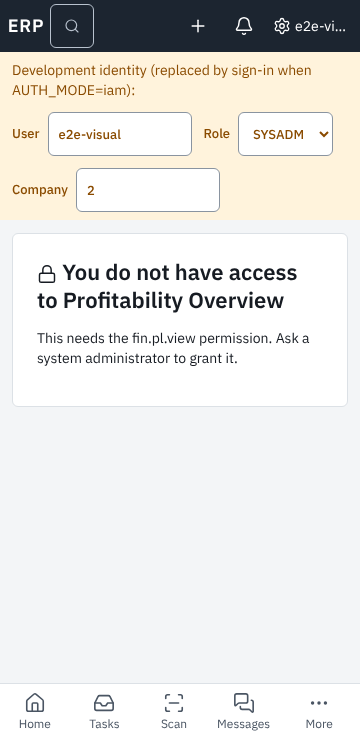 ERP
e2e-vi...
Development identity (replaced by sign-in when
AUTH_MODE=iam):
User e2e-visual Role SYSADM
Company 2
You do not have access
to Profitability Overview
This needs the fin.pl.view permission. Ask a
system administrator to grant it.
Home Tasks Scan Messages More